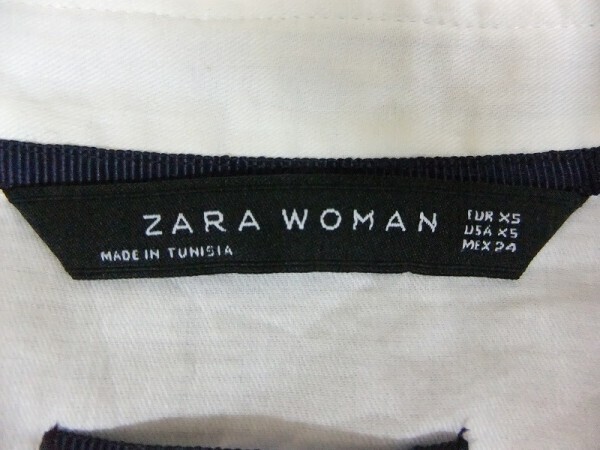 ZARA WOMAN
MADE IN TUNISIA
EUR XS
USA XS
MEX 24